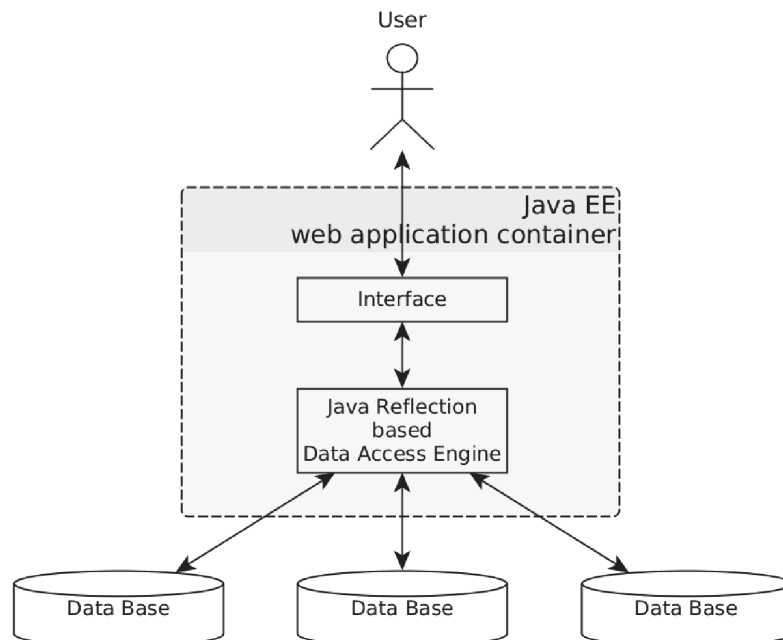 User
Java EE
web application container
Interface
Java Reflection
based
Data Access Engine
Data Base
Data Base
Data Base